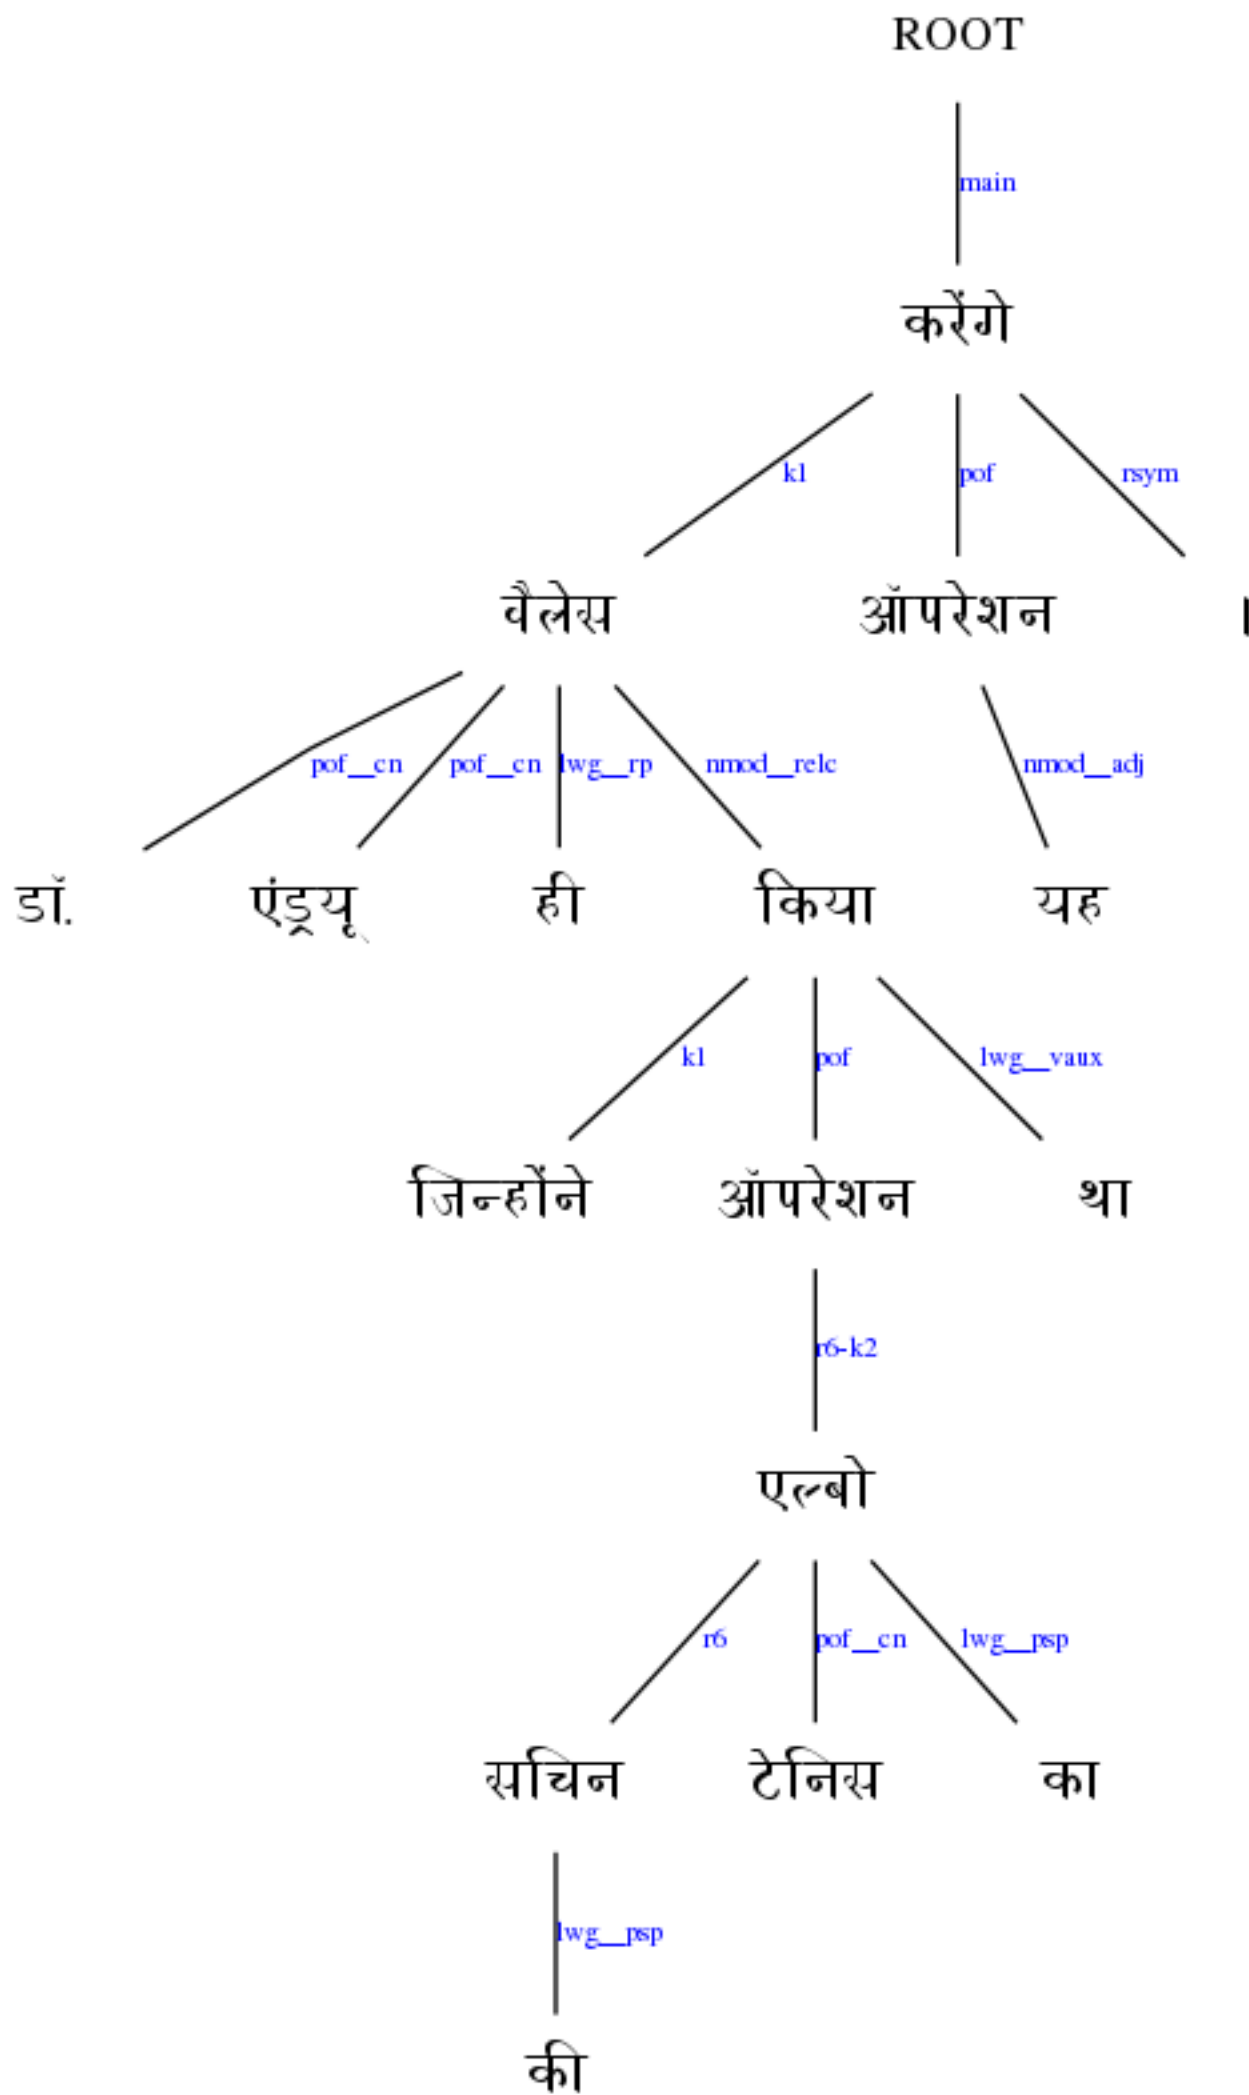 ROOT
main
करेंगे
k1 pof rsym
वैलेस ऑपरेशन ।
pof__cn pof__cn lwg__rp nmod__relc nmod__adj
डॉ. एंड्रयू ही किया यह
k1 pof lwg__vaux
जिन्होंने ऑपरेशन था
r6-k2
एल्बो
r6 pof__cn lwg__psp
सचिन टेनिस का
lwg__psp
की